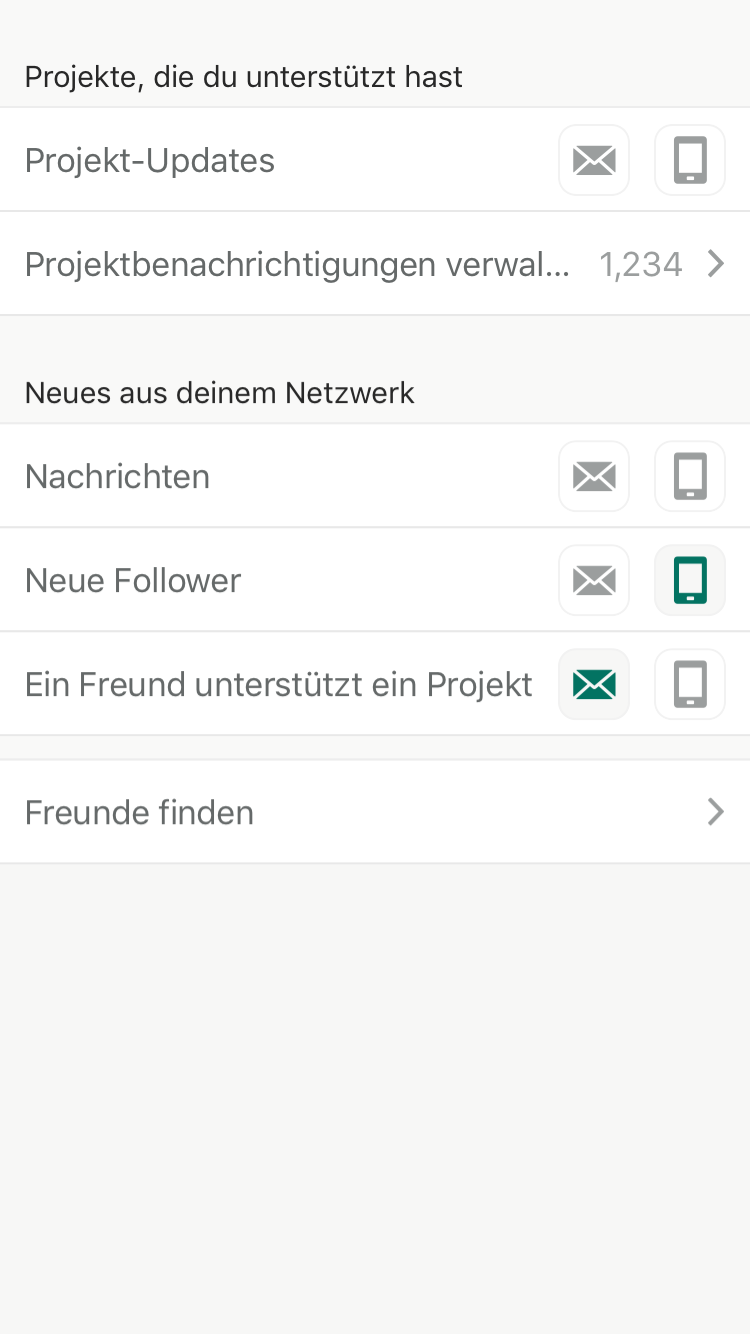 Projekte, die du unterstützt hast
Projekt-Updates
Projektbenachrichtigungen verwal... 1,234
Neues aus deinem Netzwerk
Nachrichten
Neue Follower
Ein Freund unterstützt ein Projekt
Freunde finden